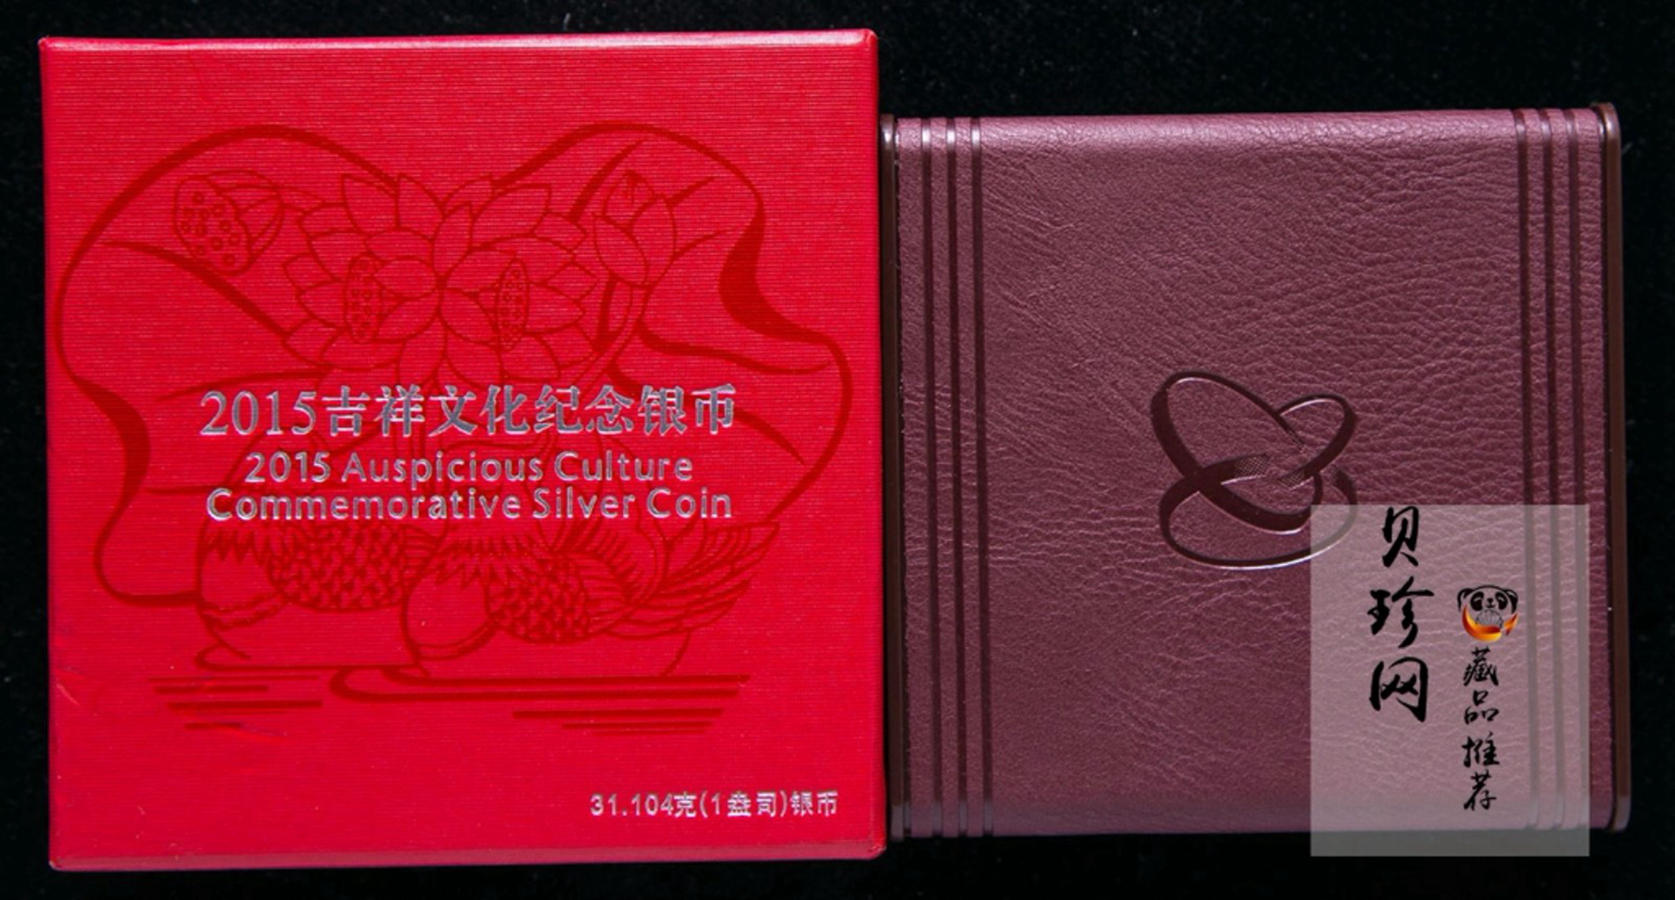 2015吉祥文化纪念银币
2015 Auspicious Culture
Commemorative Silver Coin
31.104克(1盎司)银币
贝珍网
藏品推荐